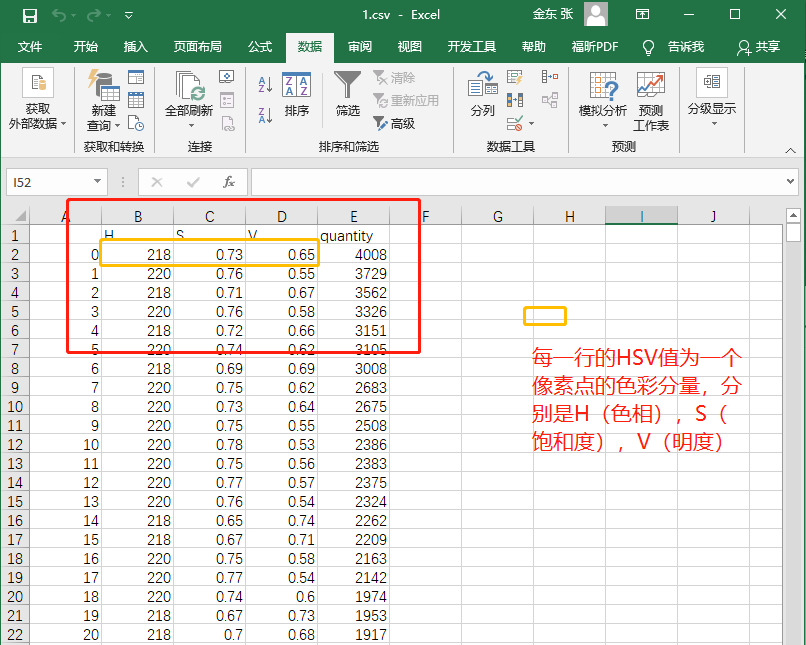 1.csv - Excel
金东 张
文件 开始 插入 页面布局 公式 数据 审阅 视图 开发工具 帮助 福昕PDF 告诉我 共享
获取
外部数据
新建
查询
获取和转换
全部刷新
连接
排序
筛选
清除
重新应用
高级
排序和筛选
分列
数据工具
模拟分析
预测
工作表
预测
分级显示
I52
fx
A B C D E F G H I J
1 H S V quantity
2 0 218 0.73 0.65 4008
3 1 220 0.76 0.55 3729
4 2 218 0.71 0.67 3562
5 3 220 0.76 0.58 3326
6 4 218 0.72 0.66 3151
7 5 220 0.74 0.62 3105
8 6 218 0.69 0.69 3008
9 7 220 0.75 0.62 2683
10 8 220 0.73 0.64 2675
11 9 220 0.75 0.55 2508
12 10 220 0.78 0.53 2386
13 11 220 0.75 0.56 2383
14 12 220 0.77 0.57 2375
15 13 220 0.76 0.54 2324
16 14 218 0.65 0.74 2262
17 15 218 0.67 0.71 2209
18 16 220 0.75 0.58 2163
19 17 220 0.77 0.54 2142
20 18 220 0.74 0.6 1974
21 19 218 0.67 0.73 1953
22 20 218 0.7 0.68 1917
每一行的HSV值为一个
像素点的色彩分量，分
别是H（色相），S（
饱和度），V（明度）